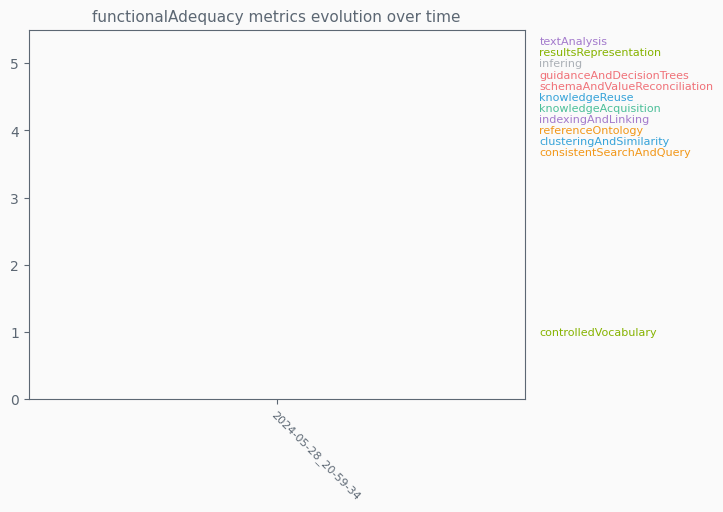 functionalAdequacy metrics evolution over time
textAnalysis
resultsRepresentation
infering
guidanceAndDecisionTrees
schemaAndValueReconciliation
knowledgeReuse
knowledgeAcquisition
indexingAndLinking
referenceOntology
clusteringAndSimilarity
consistentSearchAndQuery
controlledVocabulary
5
4
3
2
1
0
2024-05-28_20-59-34